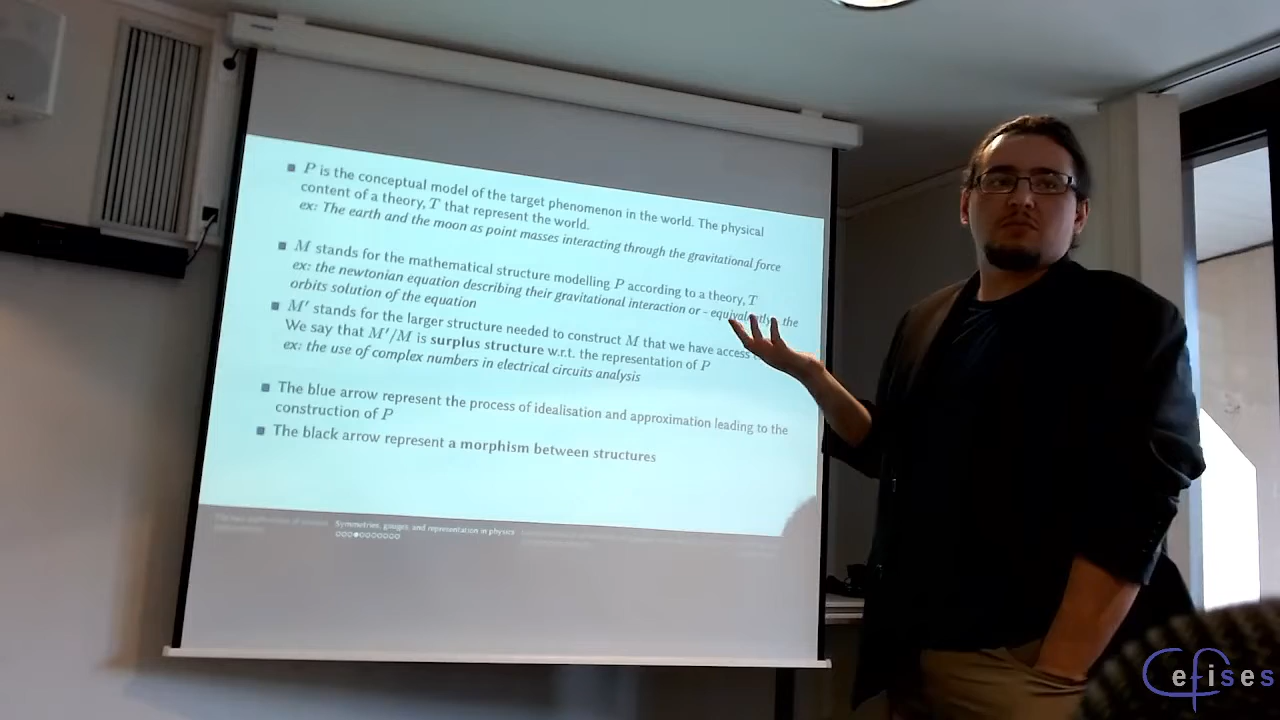 P is the conceptual model of the target phenomenon in the world. The physical
content of a theory, T that represent the world.
ex: The earth and the moon as point masses interacting through the gravitational force
M stands for the mathematical structure modelling P according to a theory, T
ex: the newtonian equation describing their gravitational interaction or - equivalently - the
orbits solution of the equation
M′ stands for the larger structure needed to construct M that we have access
We say that M′/M is surplus structure w.r.t. the representation of P
ex: the use of complex numbers in electrical circuits analysis
The blue arrow represent the process of idealisation and approximation leading to the
construction of P
The black arrow represent a morphism between structures
Symmetries, gauges, and representation in physics
Cefises